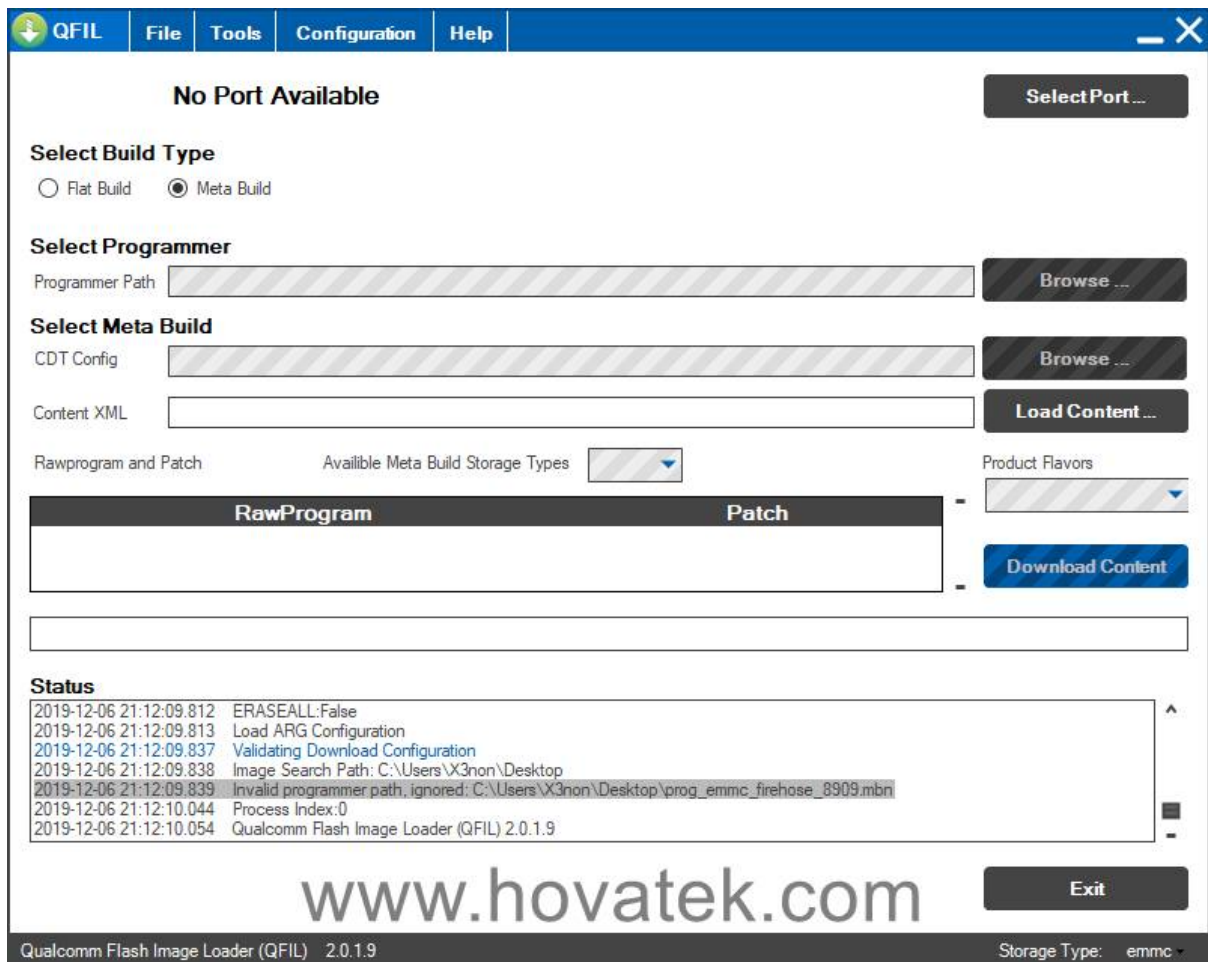 QFIL File Tools Configuration Help
No Port Available Select Port ...
Select Build Type
Flat Build Meta Build
Select Programmer
Programmer Path Browse ...
Select Meta Build
CDT Config Browse ...
Content XML Load Content ...
Rawprogram and Patch Availible Meta Build Storage Types Product Flavors
RawProgram Patch
Download Content
Status
2019-12-06 21:12:09.812 ERASEALL:False
2019-12-06 21:12:09.813 Load ARG Configuration
2019-12-06 21:12:09.837 Validating Download Configuration
2019-12-06 21:12:09.838 Image Search Path: C:\Users\X3non\Desktop
2019-12-06 21:12:09.839 Invalid programmer path, ignored: C:\Users\X3non\Desktop\prog_emmc_firehose_8909.mbn
2019-12-06 21:12:10.044 Process Index:0
2019-12-06 21:12:10.054 Qualcomm Flash Image Loader (QFIL) 2.0.1.9
www.hovatek.com Exit
Qualcomm Flash Image Loader (QFIL) 2.0.1.9 Storage Type: emmc